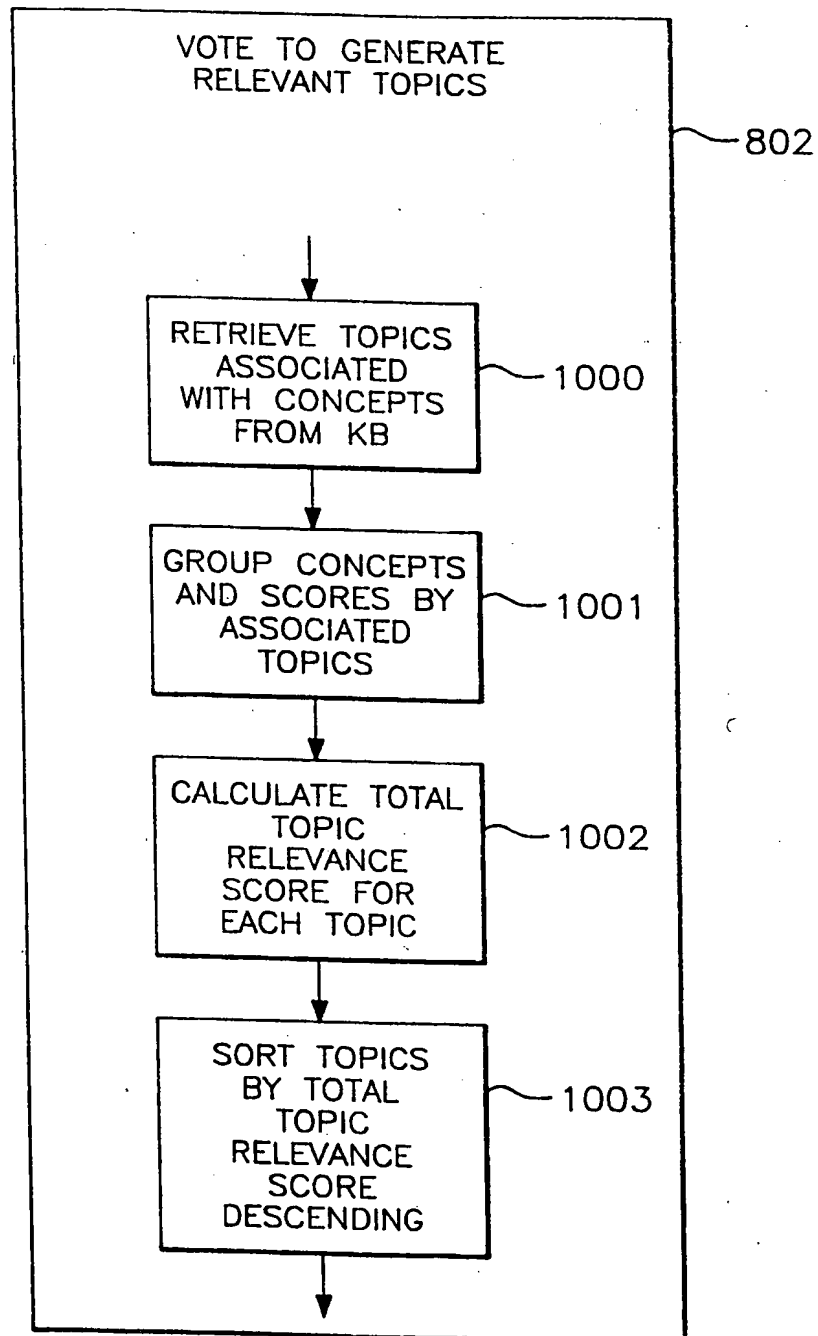 VOTE TO GENERATE
RELEVANT TOPICS
802
RETRIEVE TOPICS
ASSOCIATED
WITH CONCEPTS
FROM KB
1000
GROUP CONCEPTS
AND SCORES BY
ASSOCIATED
TOPICS
1001
CALCULATE TOTAL
TOPIC
RELEVANCE
SCORE FOR
EACH TOPIC
1002
SORT TOPICS
BY TOTAL
TOPIC
RELEVANCE
SCORE
DESCENDING
1003